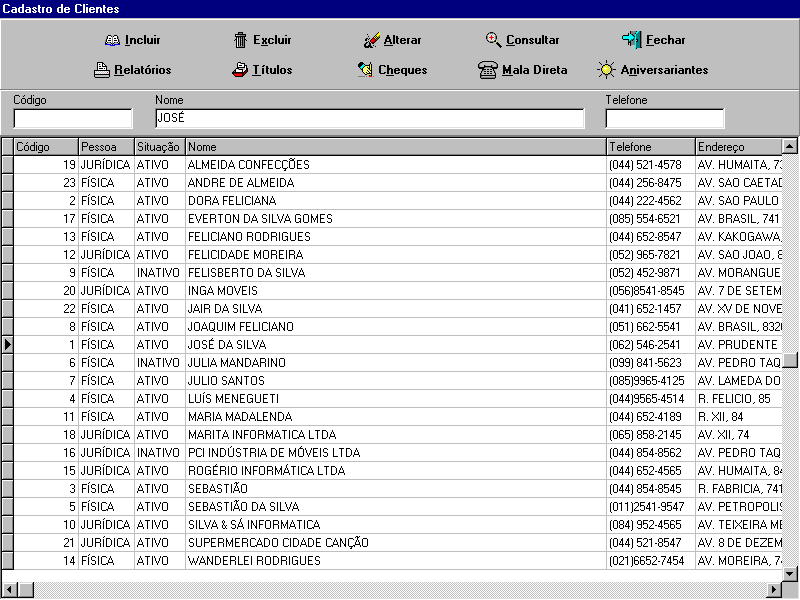 Cadastro de Clientes
Incluir Excluir Alterar Consultar Fechar
Relatórios Títulos Cheques Mala Direta Aniversariantes
Código Nome Telefone
JOSÉ
Código Pessoa Situação Nome Telefone Endereço
19 JURÍDICA ATIVO ALMEIDA CONFECÇÕES (044) 521-4578 AV. HUMAITA, 73
23 FÍSICA ATIVO ANDRE DE ALMEIDA (044) 256-8475 AV. SAO CAETAD
2 FÍSICA ATIVO DORA FELICIANA (044) 222-4562 AV. SAO PAULO
17 FÍSICA ATIVO EVERTON DA SILVA GOMES (085) 554-6521 AV. BRASIL, 741
13 FÍSICA ATIVO FELICIANO RODRIGUES (044) 652-8547 AV. KAKOGAWA,
12 JURÍDICA ATIVO FELICIDADE MOREIRA (052) 965-7821 AV. SAO JOAO, 8
9 FÍSICA INATIVO FELISBERTO DA SILVA (052) 452-9871 AV. MORANGUE
20 JURÍDICA ATIVO INGA MOVEIS (056)8541-8545 AV. 7 DE SETEM
22 FÍSICA ATIVO JAIR DA SILVA (041) 652-1457 AV. XV DE NOVE
8 FÍSICA ATIVO JOAQUIM FELICIANO (051) 662-5541 AV. BRASIL, 832
1 FÍSICA ATIVO JOSÉ DA SILVA (062) 546-2541 AV. PRUDENTE
6 FÍSICA INATIVO JULIA MANDARINO (099) 841-5623 AV. PEDRO TAQ
7 FÍSICA ATIVO JULIO SANTOS (085)9965-4125 AV. LAMEDA DO
4 FÍSICA ATIVO LUÍS MENEGUETI (044)9565-4514 R. FELICIO, 85
11 FÍSICA ATIVO MARIA MADALENDA (044) 652-4189 R. XII, 84
18 JURÍDICA ATIVO MARITA INFORMATICA LTDA (065) 858-2145 AV. XII, 74
16 JURÍDICA INATIVO PCI INDÚSTRIA DE MÓVEIS LTDA (044) 854-8562 AV. PEDRO TAQ
15 JURÍDICA ATIVO ROGÉRIO INFORMÁTICA LTDA (044) 652-4565 AV. HUMAITA, 84
3 FÍSICA ATIVO SEBASTIÃO (044) 854-8545 R. FABRICIA, 741
5 FÍSICA ATIVO SEBASTIÃO DA SILVA (011)2541-9547 AV. PETROPOLIS
10 JURÍDICA ATIVO SILVA & SÁ INFORMATICA (084) 952-4565 AV. TEIXEIRA ME
21 JURÍDICA ATIVO SUPERMERCADO CIDADE CANÇÃO (044) 521-8547 AV. 8 DE DEZEM
14 FÍSICA ATIVO WANDERLEI RODRIGUES (021)6652-7454 AV. MOREIRA, 74